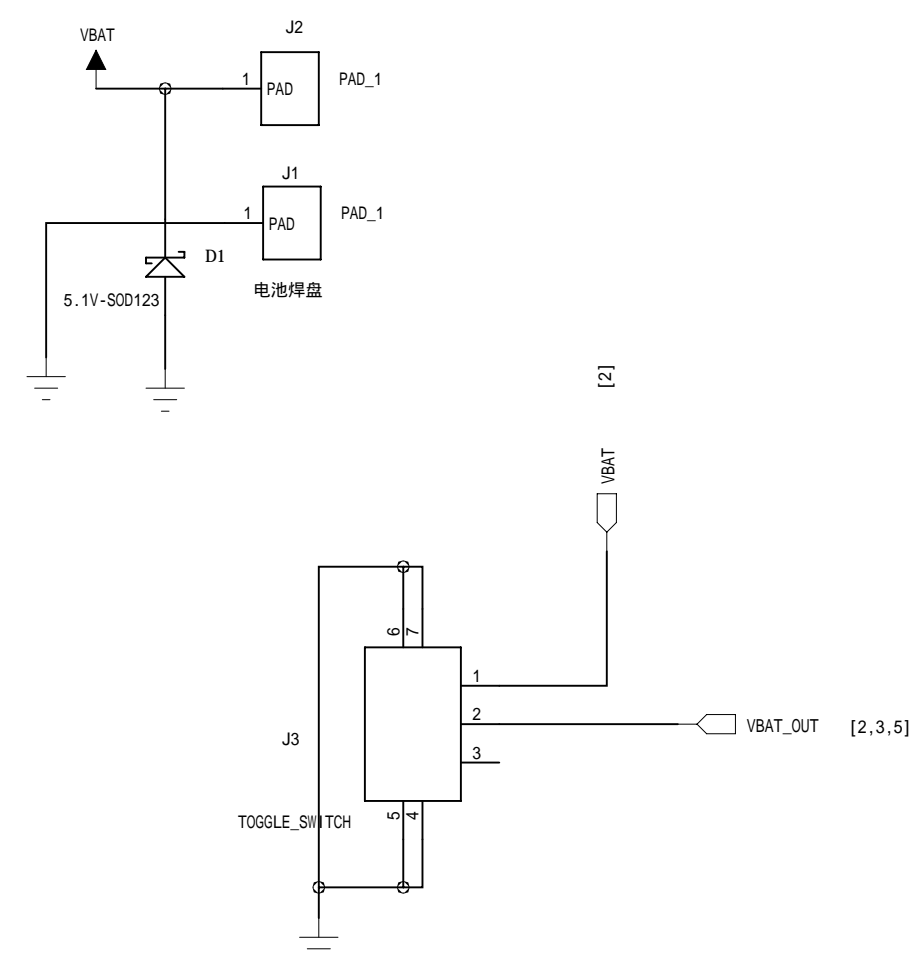 J2
VBAT
1
PAD
PAD_1
J1
1
PAD
PAD_1
D1
5.1V-SOD123
电池焊盘
[2]
VBAT
6
7
1
2
3
VBAT_OUT
[2,3,5]
J3
TOGGLE_SWITCH
5
4